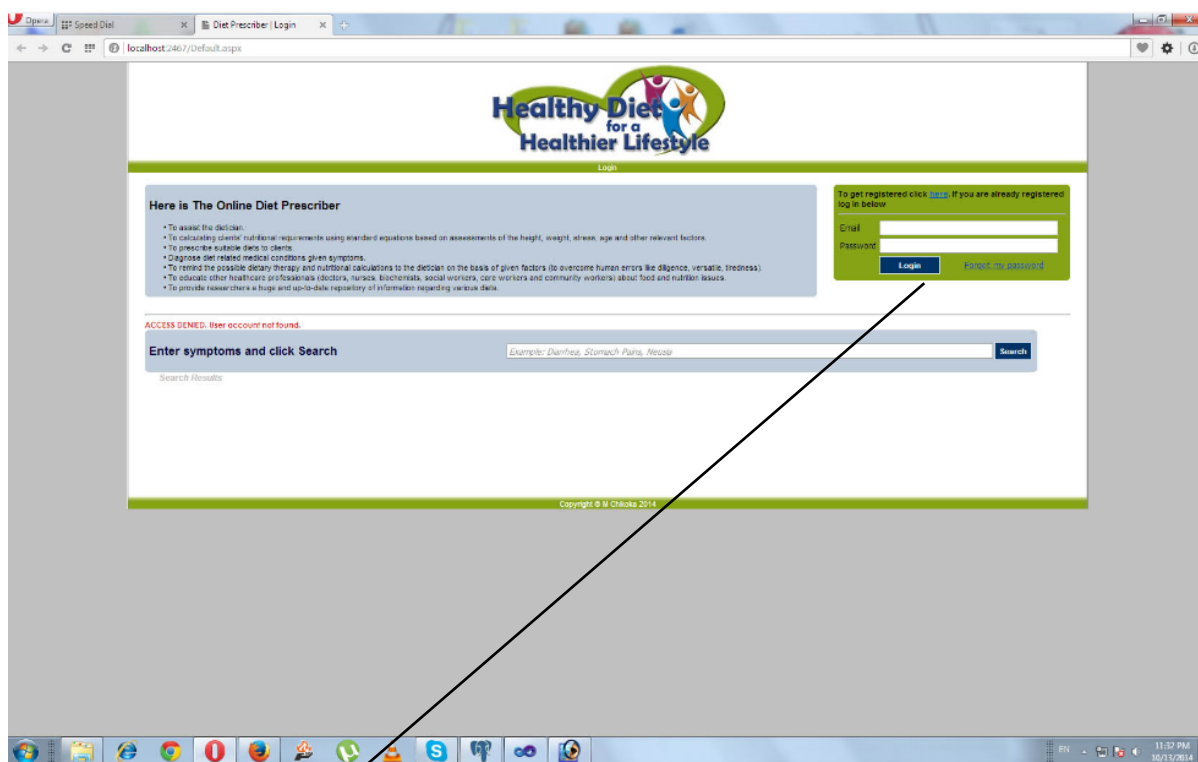 Opera
Speed Dial
Diet Prescriber | Login
localhost:2467/Default.aspx
Healthy Diet
for a
Healthier Lifestyle
Login
Here is The Online Diet Prescriber
• To assist the dietician.
• To calculating clients' nutritional requirements using standard equations based on assessments of the height, weight, stress, age and other relevant factors.
• To prescribe suitable diets to clients
• Diagnose diet related medical conditions given symptoms.
• To remind the possible dietary therapy and nutritional calculations to the dietician on the basis of given factors (to overcome human errors like diligence, versatile, tiredness).
• To educate other healthcare professionals (doctors, nurses, biochemists, social workers, care workers and community workers) about food and nutrition issues.
• To provide researchers a huge and up-to-date repository of information regarding various diets.
To get registered click here. If you are already registered
log in below
Email
Password
Login
Forgot my password
ACCESS DENIED. User account not found.
Enter symptoms and click Search
Example: Diarrhea, Stomach Pains, Neusia
Search
Search Results
Copyright © M Chikoka 2014
EN
11:32 PM
10/13/2014